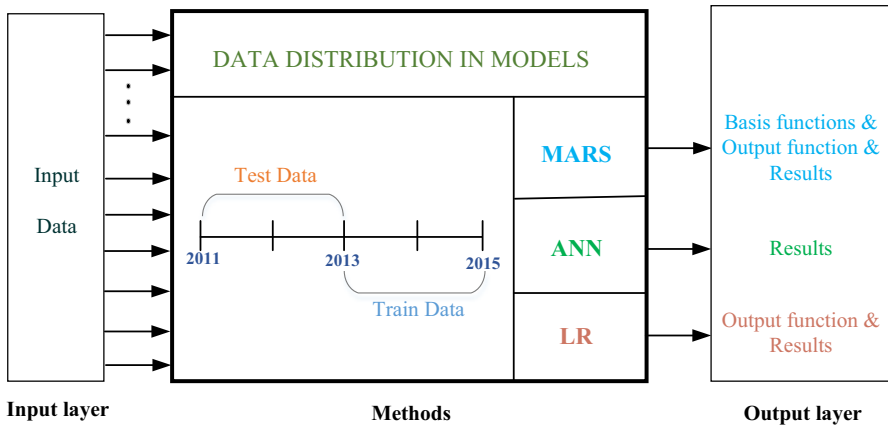 DATA DISTRIBUTION IN MODELS
Input
Data
Test Data
2011
2013
2015
Train Data
MARS
ANN
LR
Basis functions &
Output function &
Results
Results
Output function &
Results
Input layer
Methods
Output layer